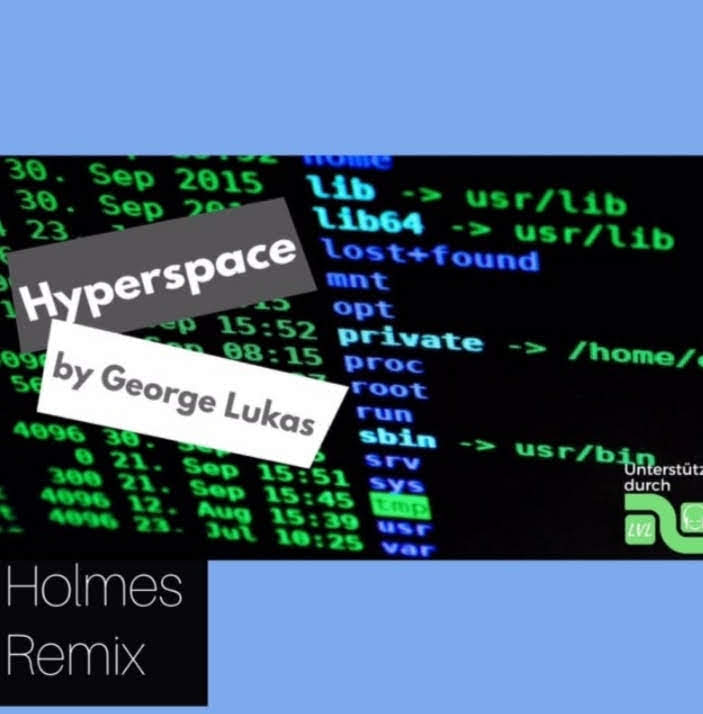 home
30. Sep 2015 lib -> usr/lib
30. Sep lib64 -> usr/lib
23. lost+found
Hyperspace
mnt
opt
15:52 private -> /home/
08:15 proc
by George Lukas
root
run
4096 30. sbin -> usr/bin
0 21. Sep 15:51 srv
300 21. Sep 15:45 sys
4096 12. Aug 15:39 tmp
4096 23. Jul 10:25 usr
var
Unterstütz
durch
LVL
Holmes
Remix